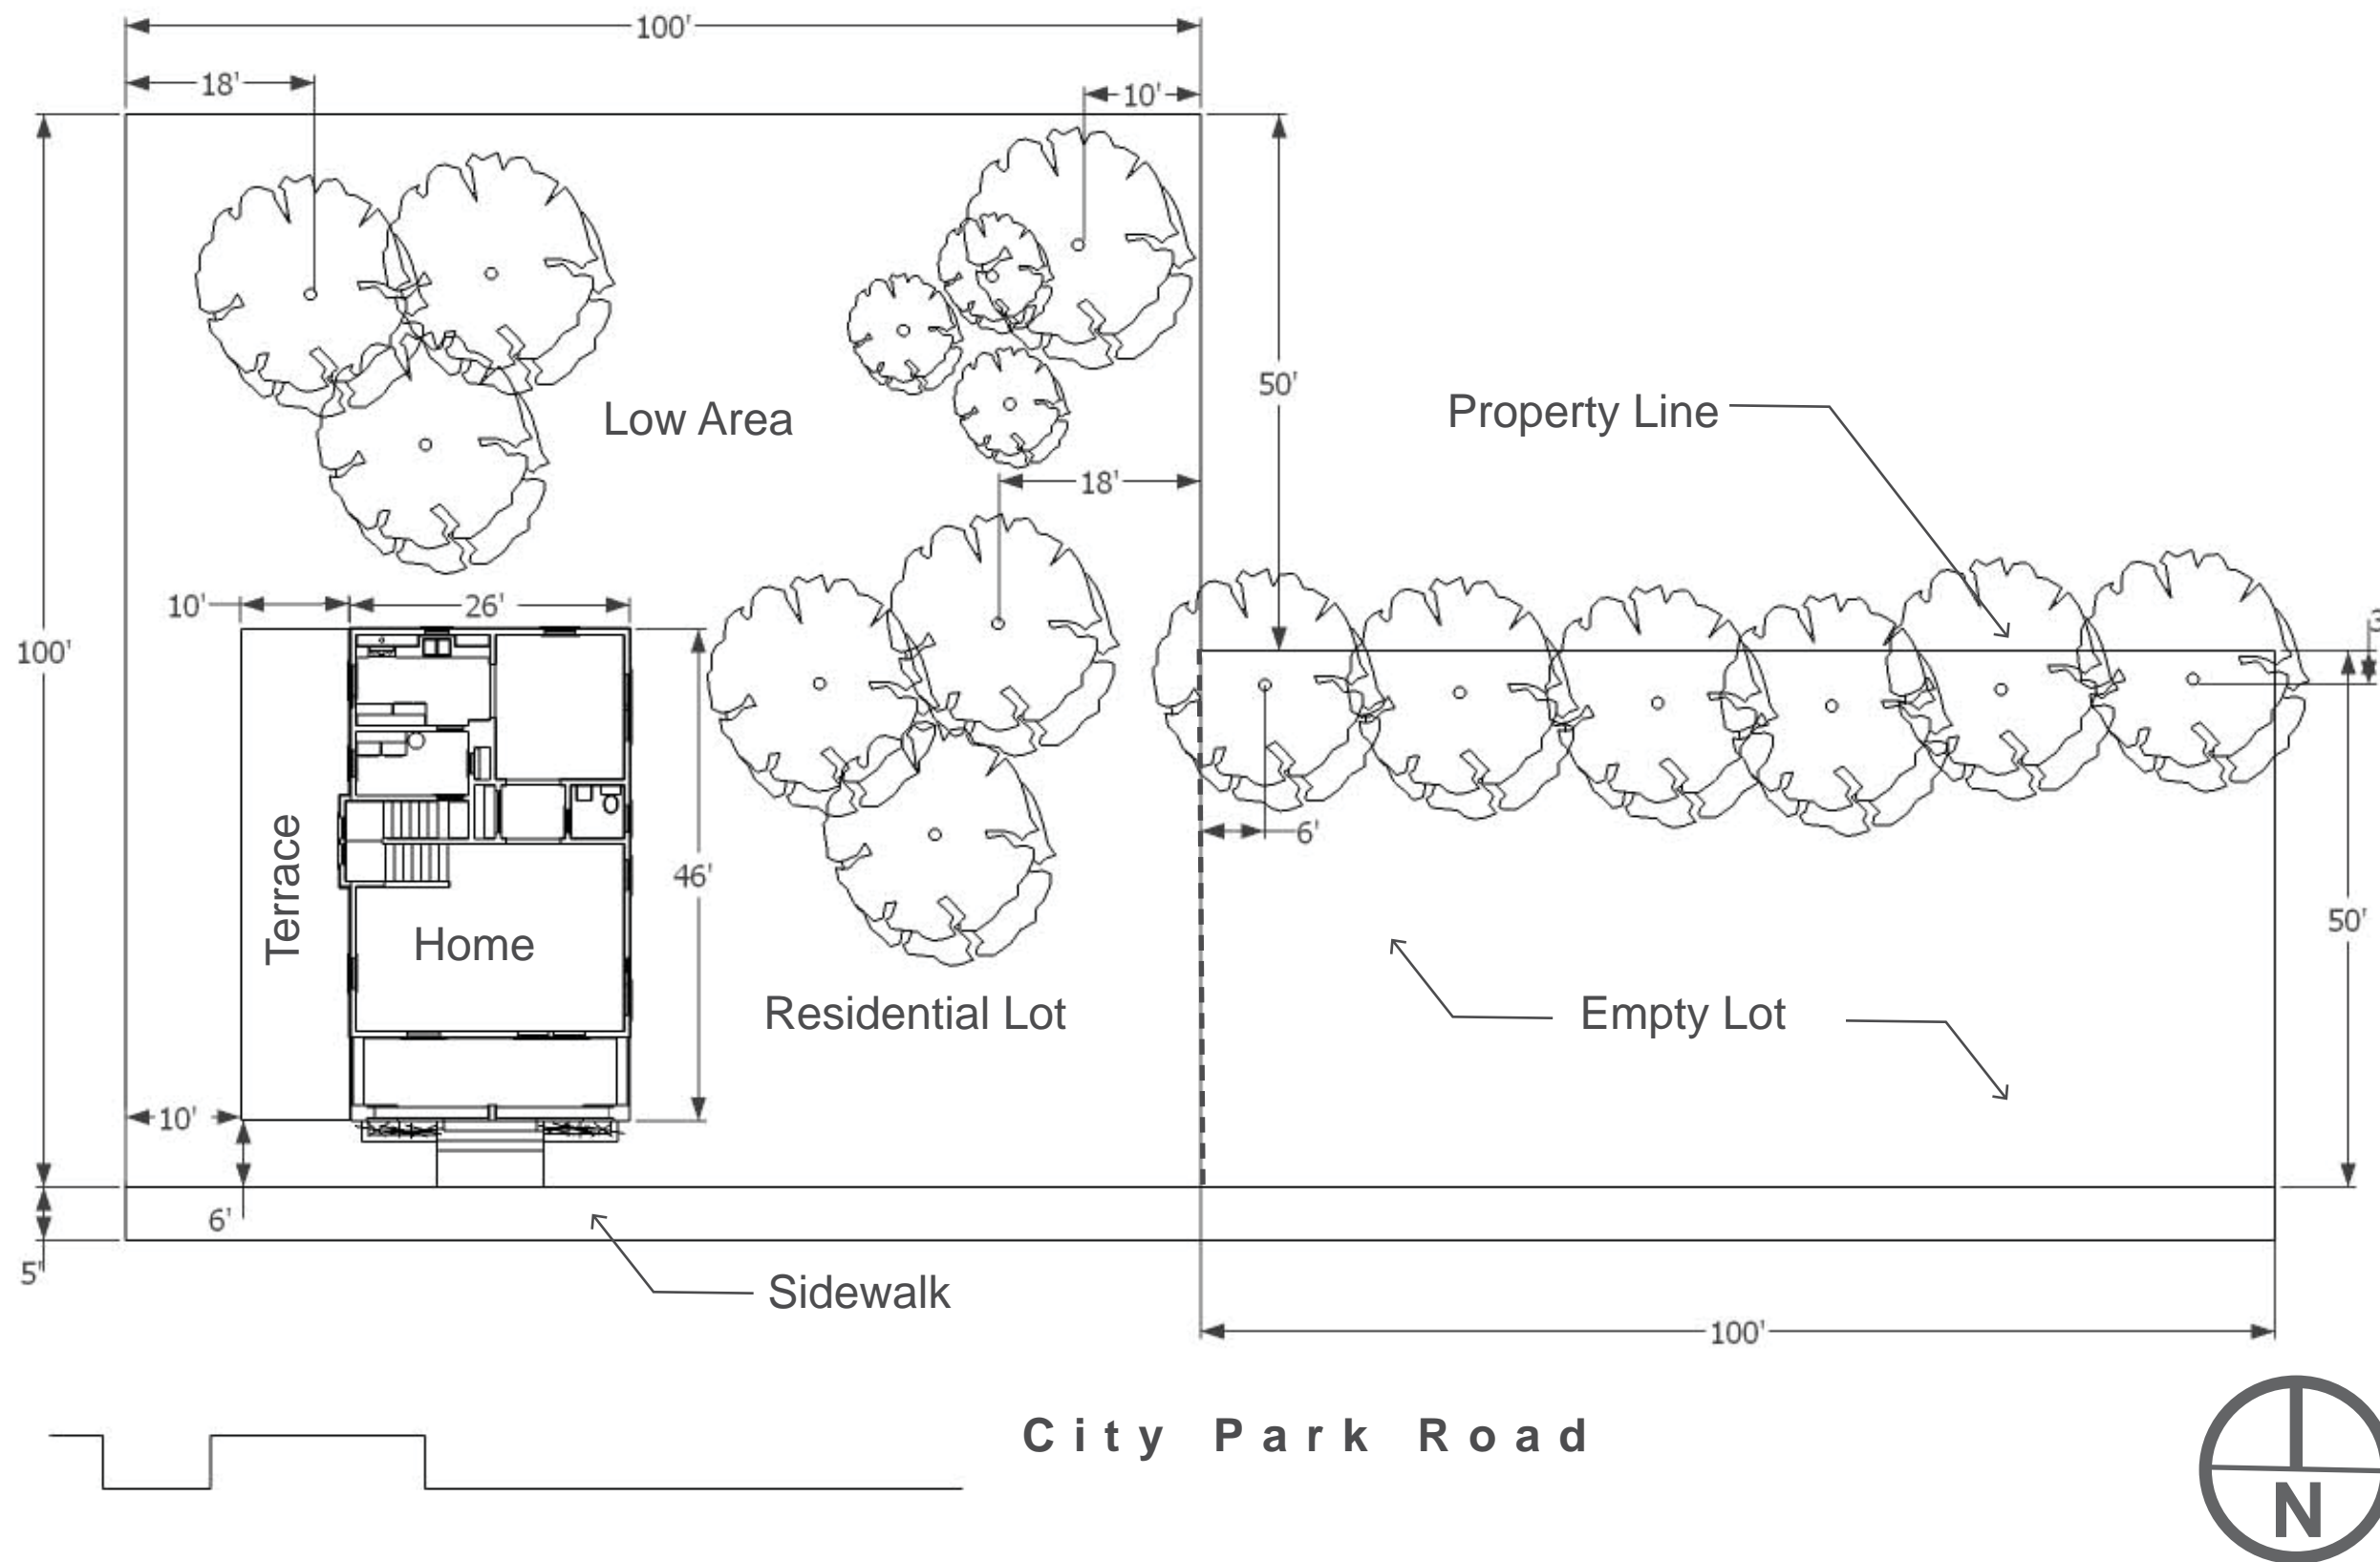 100'
18'
10'
50'
Low Area
Property Line
18'
10'
26'
3
100'
Terrace
6'
46'
Home
50'
Residential Lot
Empty Lot
10'
6'
5'
Sidewalk
100'
City Park Road
N